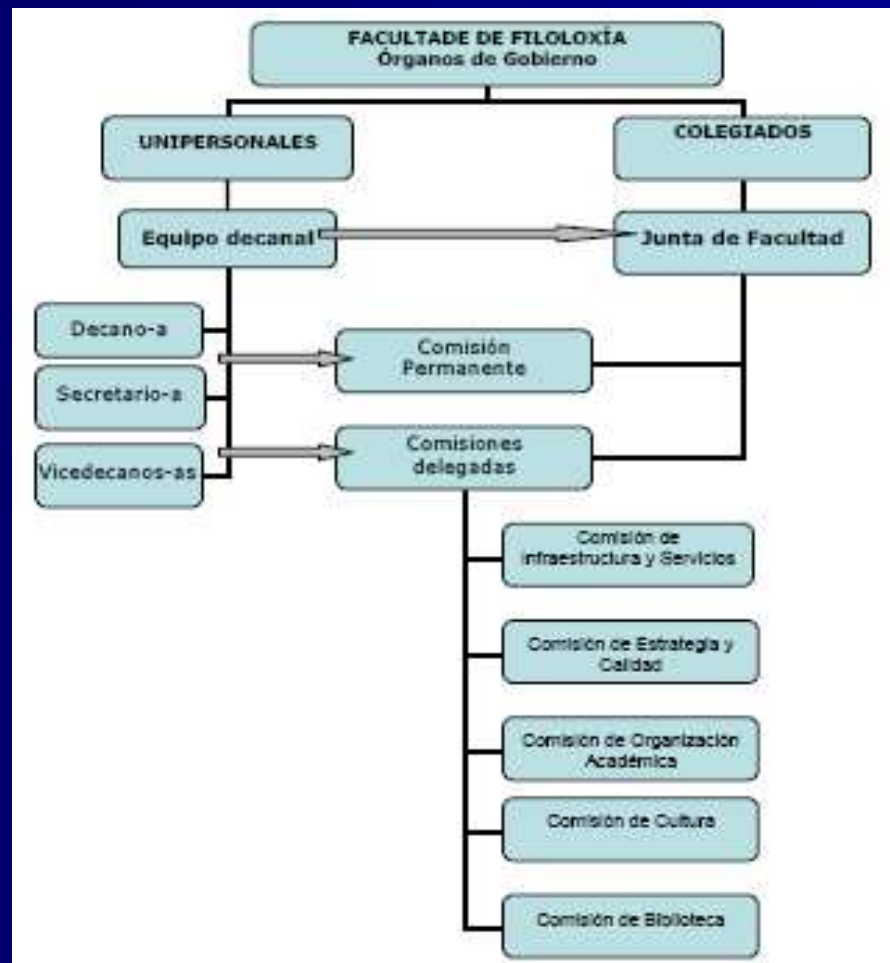 FACULTADE DE FILOLOXÍA
Órganos de Gobierno
UNIPERSONALES
COLEGIADOS
Equipo decanal
Junta de Facultad
Decano-a
Comisión
Permanente
Secretario-a
Comisiones
delegadas
Vicedecanos-as
Comisión de
Infraestructura y Servicios
Comisión de Estrategia y
Calidad
Comisión de Organización
Académica
Comisión de Cultura
Comisión de Biblioteca